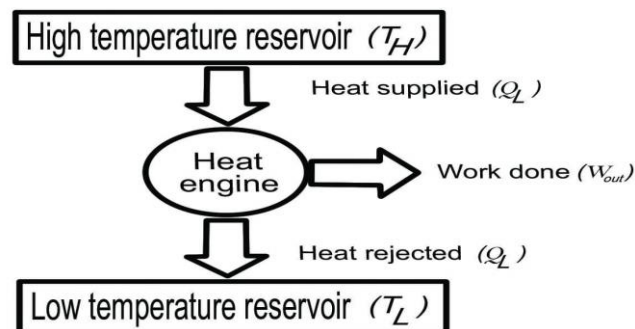 High temperature reservoir (T_H)
Heat supplied (Q_L)
Heat
engine
Work done (W_out)
Heat rejected (Q_L)
Low temperature reservoir (T_L)